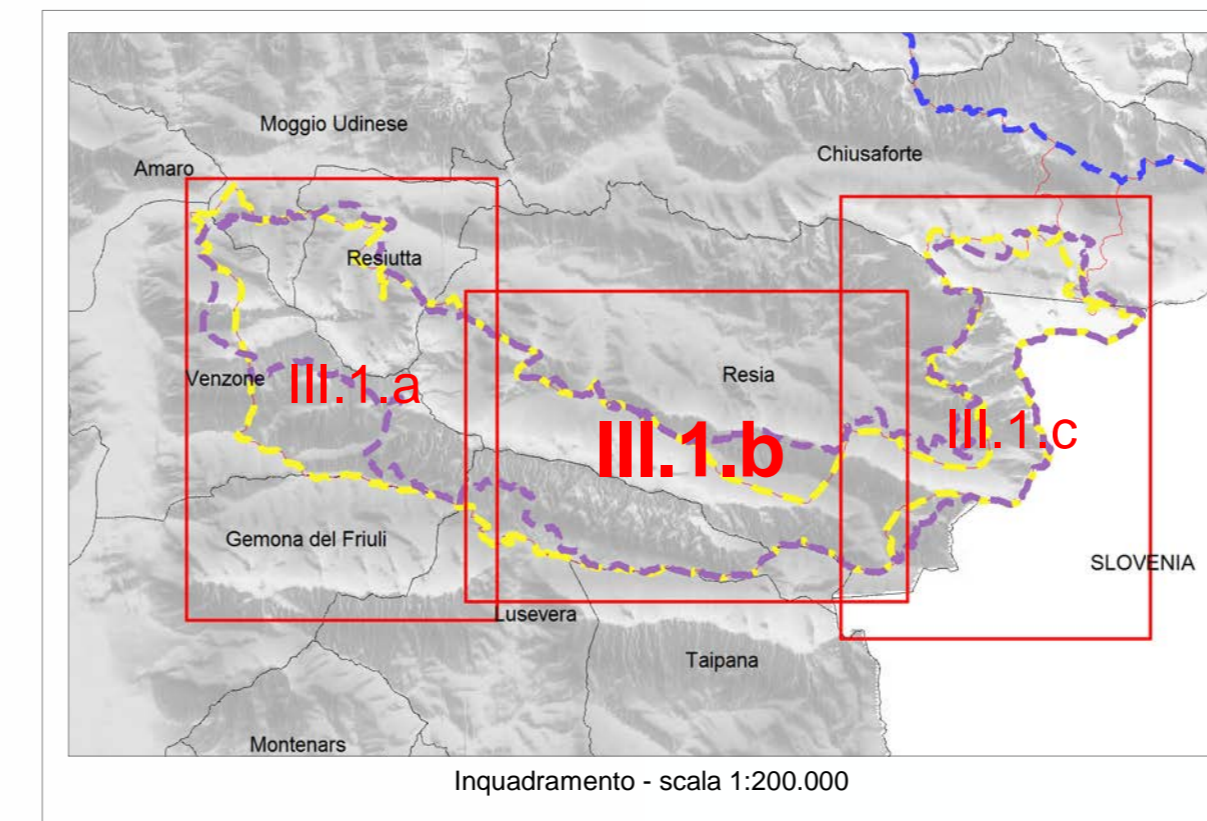 Moggio Udinese
Chiusaforte
Amaro
Resiutta
Resia
Venzone
III.1.a
III.1.b
III.1.c
Gemona del Friuli
SLOVENIA
Lusevera
Taipana
Montenars
Inquadramento - scala 1:200.000